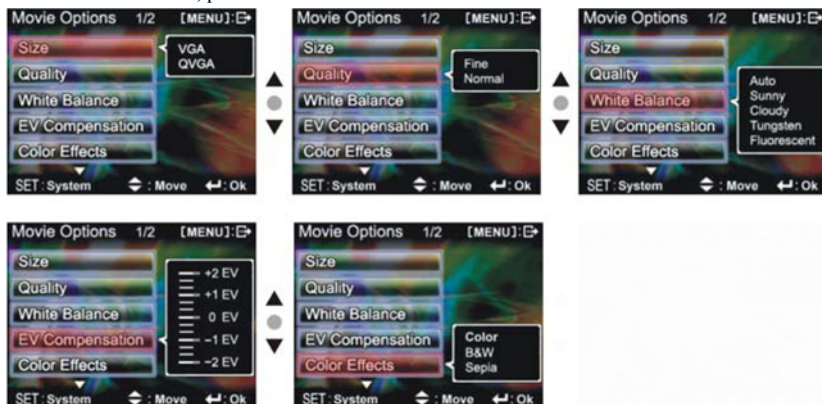 Movie Options 1/2 [MENU]:
Size
VGA
QVGA
Quality
White Balance
EV Compensation
Color Effects
SET:System : Move : Ok
Movie Options 1/2 [MENU]:
Size
Quality
Fine
Normal
White Balance
EV Compensation
Color Effects
SET:System : Move : Ok
Movie Options 1/2 [MENU]:
Size
Quality
White Balance
Auto
Sunny
Cloudy
Tungsten
Fluorescent
EV Compensation
Color Effects
SET:System : Move : Ok
Movie Options 1/2 [MENU]:
Size
Quality
White Balance
EV Compensation
+2 EV
+1 EV
0 EV
−1 EV
−2 EV
Color Effects
SET:System : Move : Ok
Movie Options 1/2 [MENU]:
Size
Quality
White Balance
EV Compensation
Color Effects
Color
B&W
Sepia
SET:System : Move : Ok